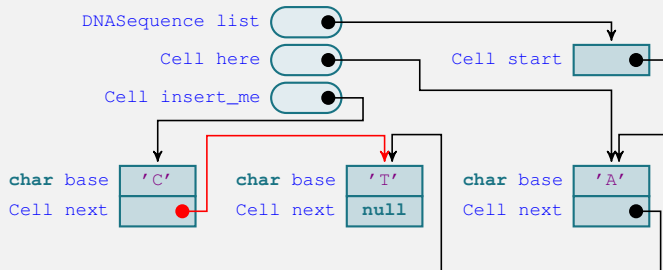 DNASequence list
Cell here
Cell start
Cell insert_me
char base 'C' char base 'T' char base 'A'
Cell next Cell next null Cell next